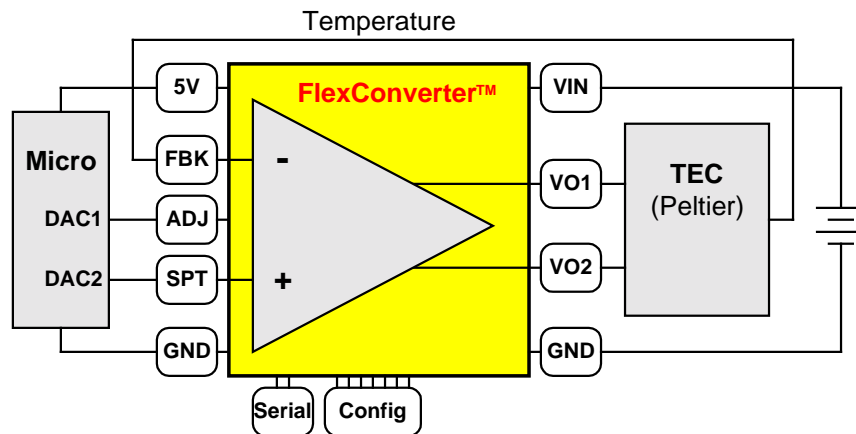 Temperature
5V
FlexConverter™
VIN
Micro
FBK
-
VO1
TEC
(Peltier)
DAC1
ADJ
DAC2
SPT
+
VO2
GND
GND
Serial
Config